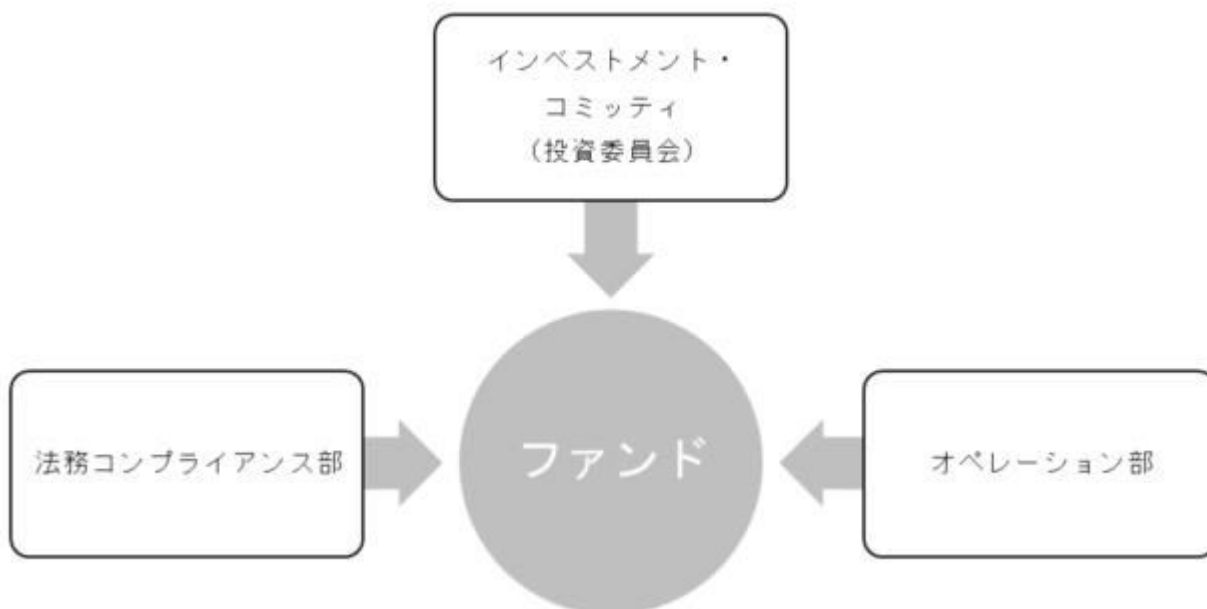 インベストメント・
コミッティ
（投資委員会）
法務コンプライアンス部
ファンド
オペレーション部